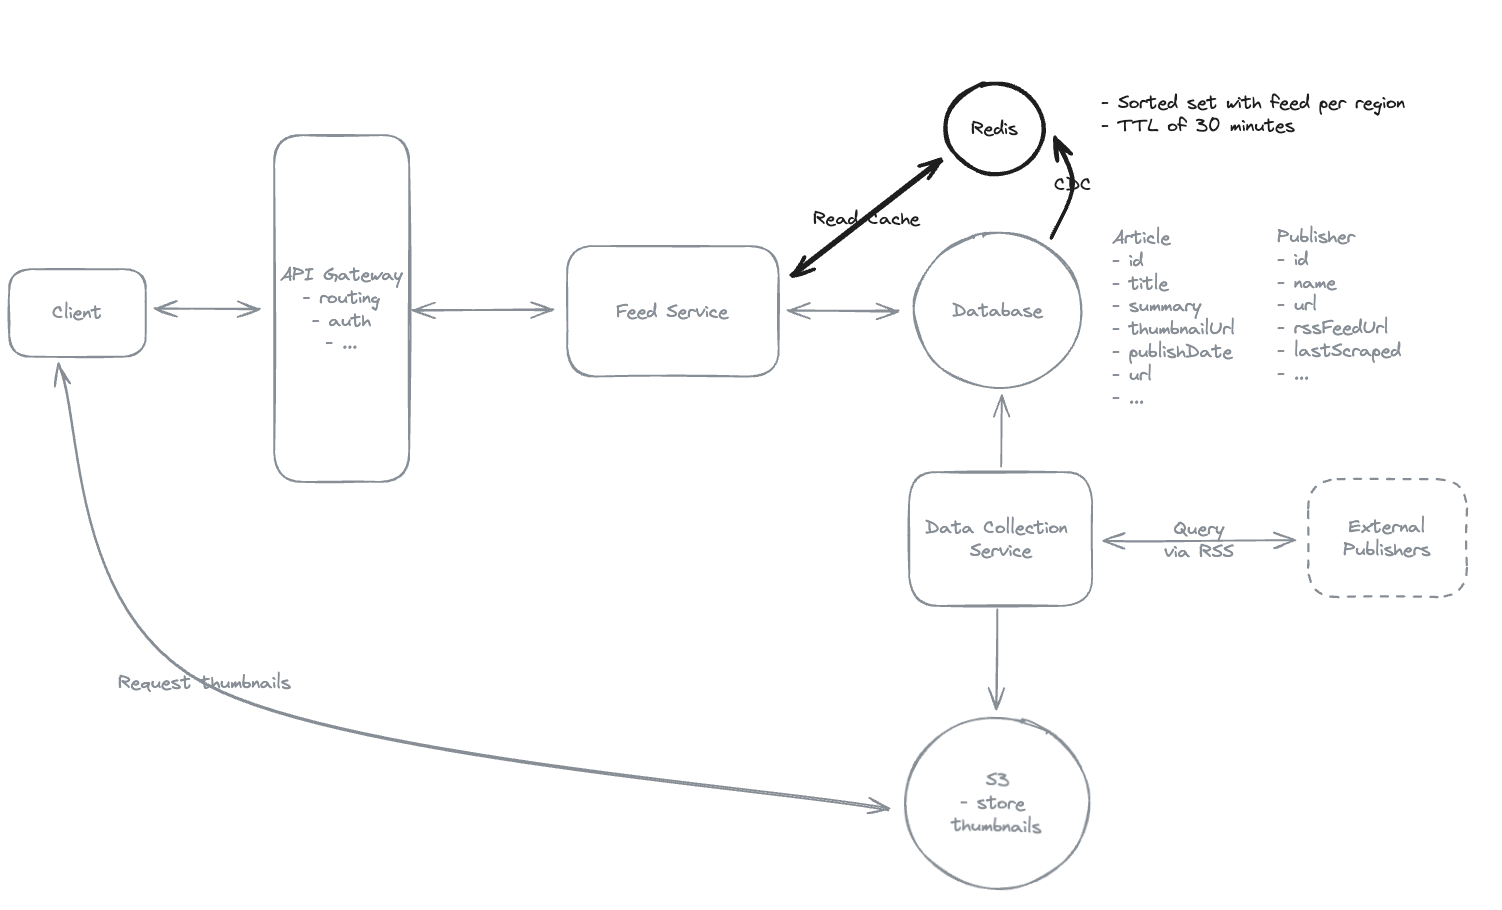 Redis
- Sorted set with feed per region
- TTL of 30 minutes
CDC
Read Cache
Client
API Gateway
- routing
- auth
- ...
Feed Service
Database
Article
- id
- title
- summary
- thumbnailUrl
- publishDate
- url
- ...
Publisher
- id
- name
- url
- rssFeedUrl
- lastScraped
- ...
Data Collection
Service
Query
via RSS
External
Publishers
Request thumbnails
S3
- store
thumbnails